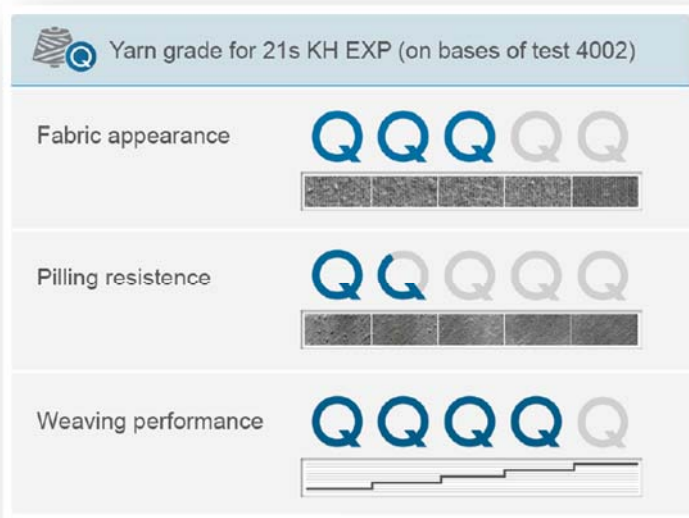 Yarn grade for 21s KH EXP (on bases of test 4002)
Fabric appearance
Q Q Q Q Q
Pilling resistence
Q Q Q Q Q
Weaving performance
Q Q Q Q Q